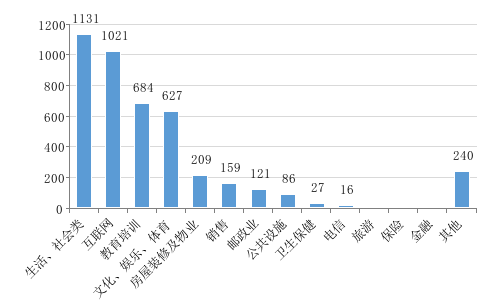 1200
1000
800
600
400
200
0
1131
1021
684
627
209
159
121
86
27
16
240
生活、社会类
互联网
教育培训
文化、娱乐、体育
房屋装修及物业
销售
邮政业
公共设施
卫生保健
电信
旅游
保险
金融
其他